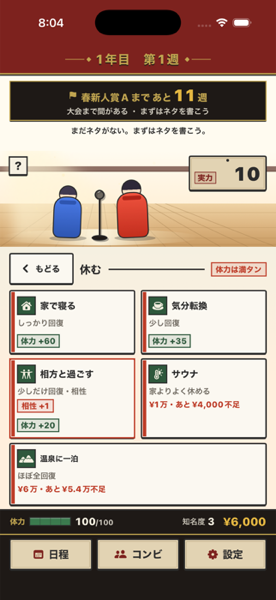 8:04
1年目 第1週
春新人賞Aまで あと11週
大会まで間がある ・ まずはネタを書こう
まだネタがない。まずはネタを書こう。
?
実力 10
もどる 休む 体力は満タン
家で寝る
しっかり回復
体力 +60
気分転換
少し回復
体力 +35
相方と過ごす
少しだけ回復・相性
相性 +1
体力 +20
サウナ
家よりよく休める
¥1万・あと¥4,000不足
温泉に一泊
ほぼ全回復
¥6万・あと¥5.4万不足
体力 100/100 知名度 3 ¥6,000
日程 コンビ 設定